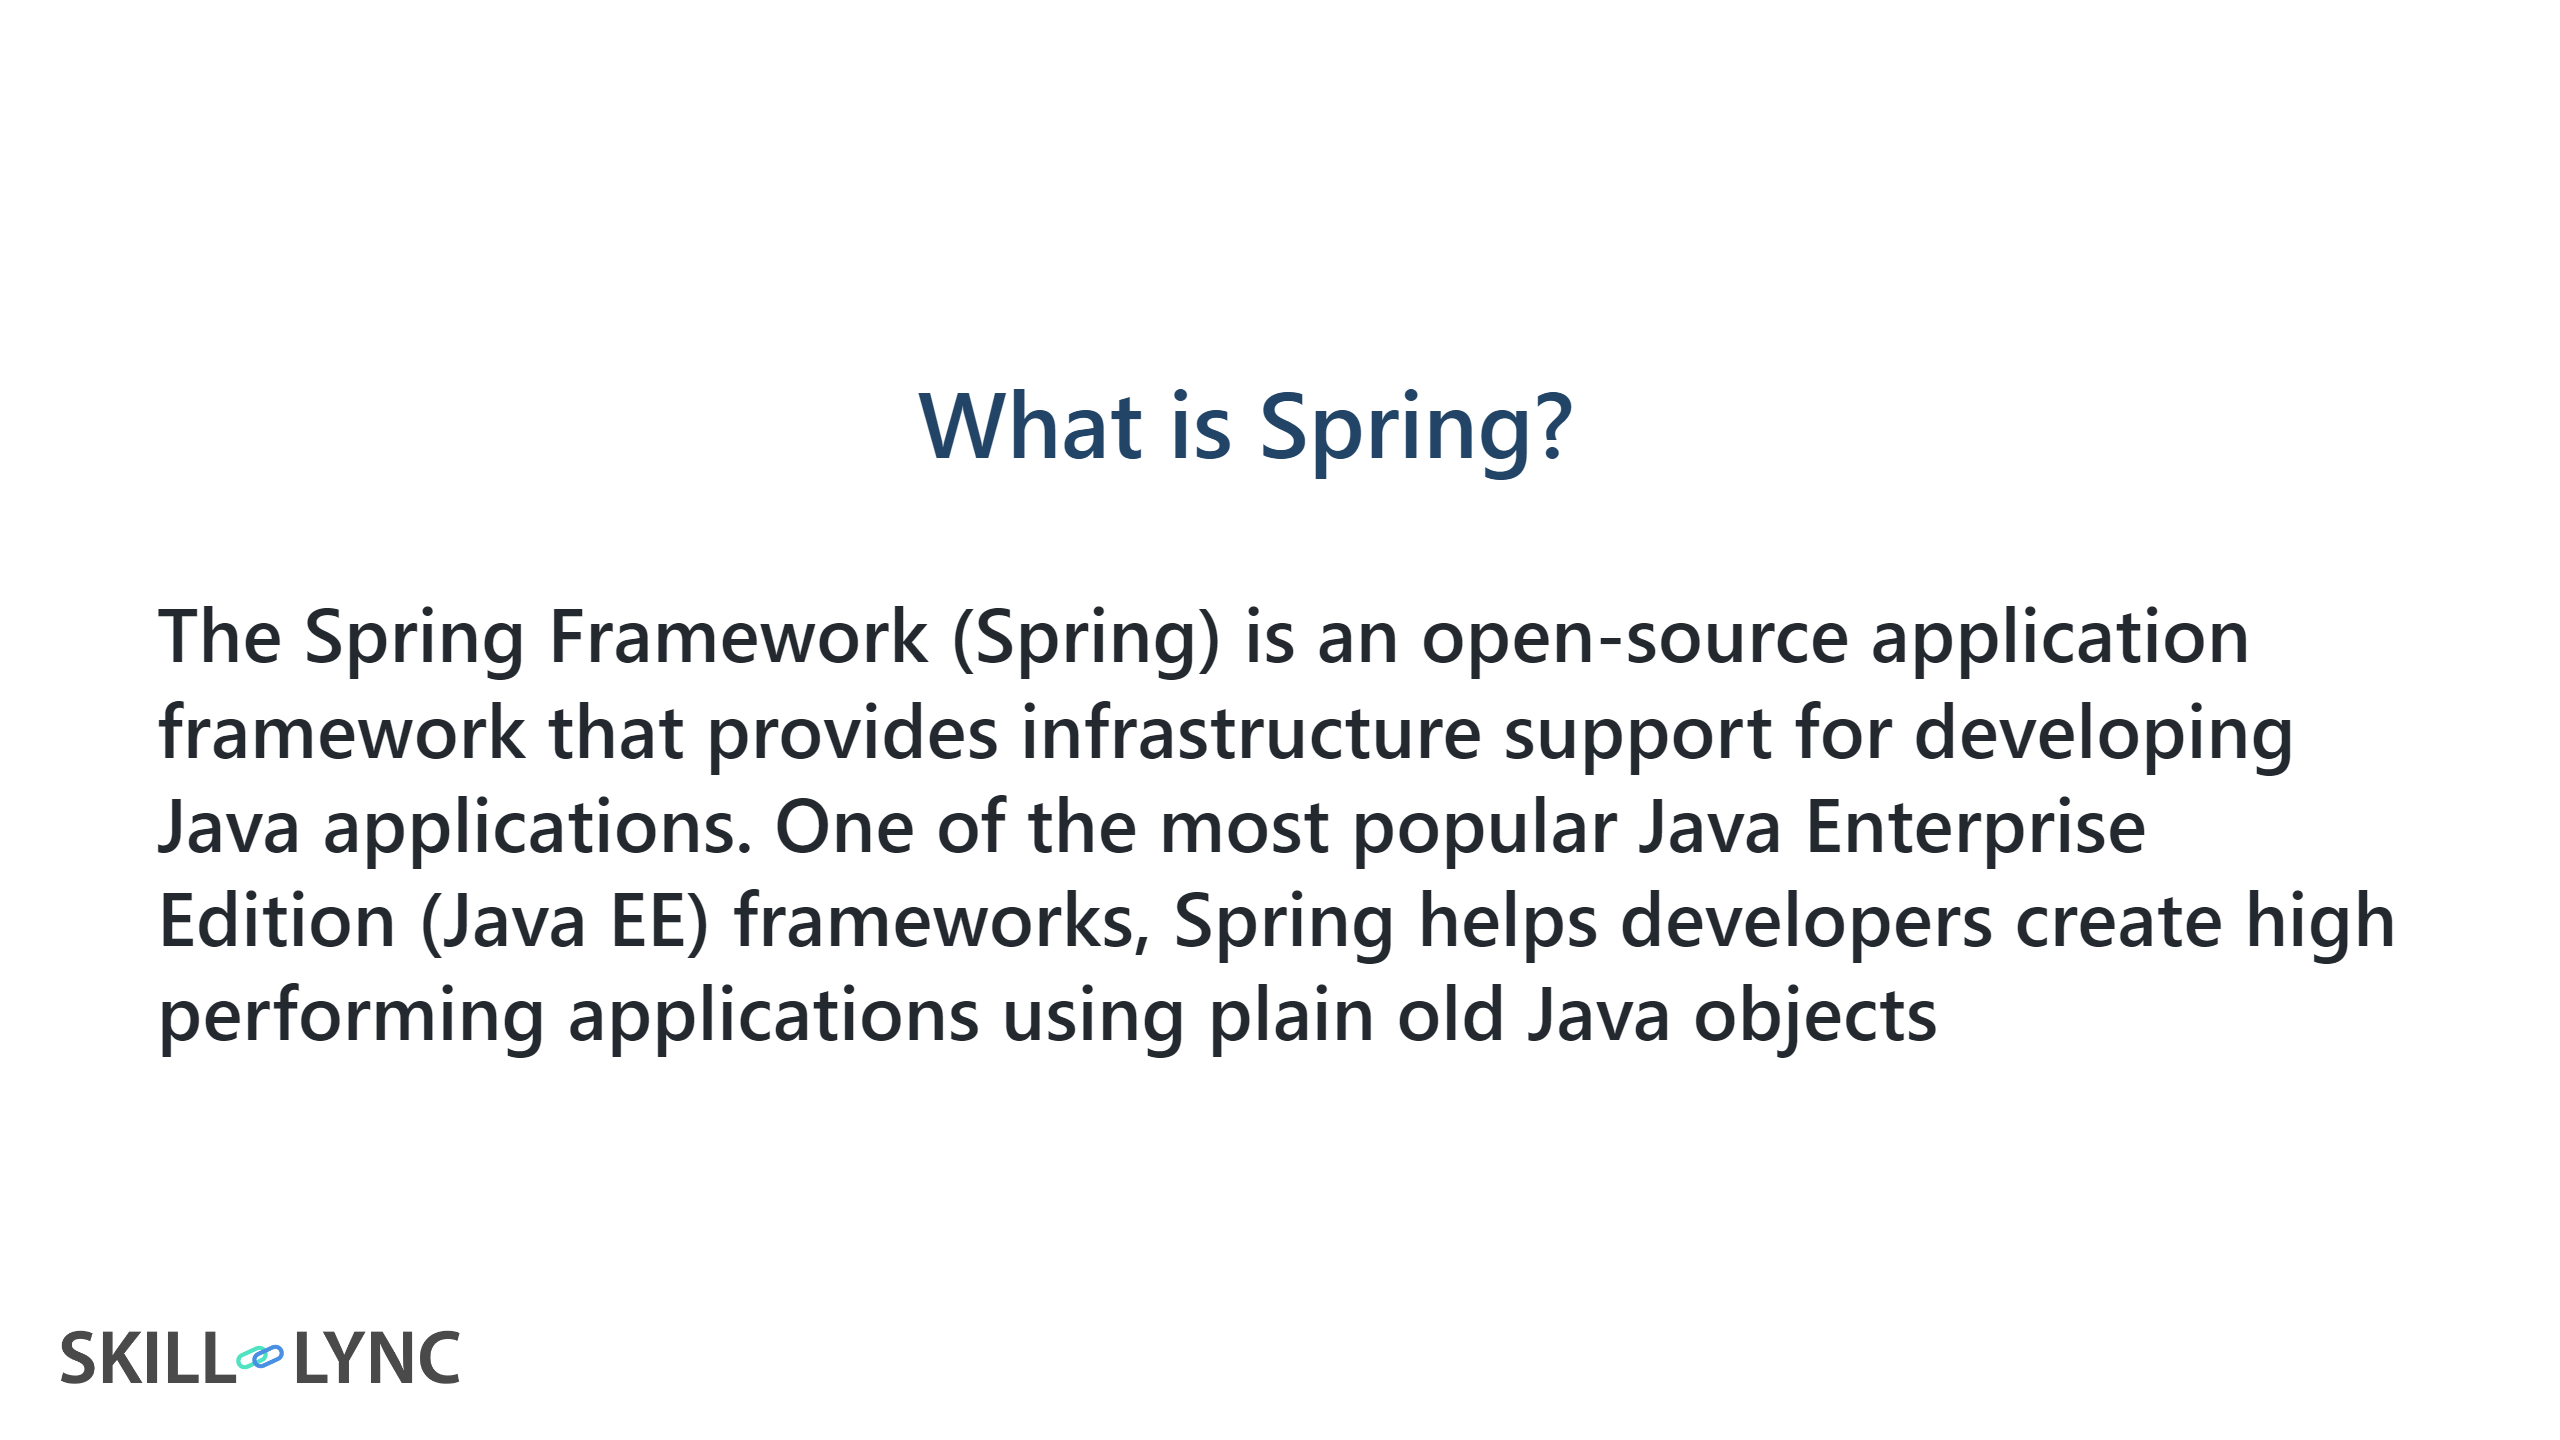 What is Spring?
The Spring Framework (Spring) is an open-source application
framework that provides infrastructure support for developing
Java applications. One of the most popular Java Enterprise
Edition (Java EE) frameworks, Spring helps developers create high
performing applications using plain old Java objects
SKILL LYNC